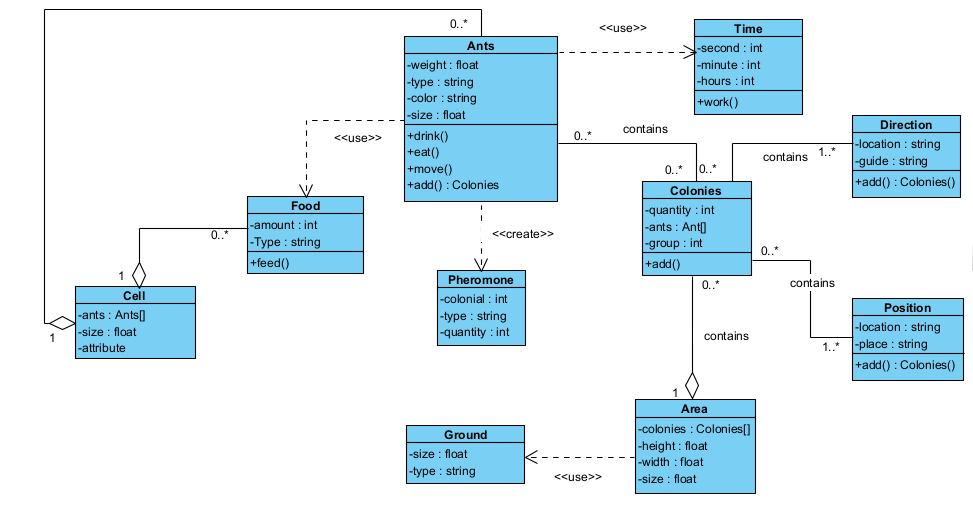 0..*
Ants
-weight : float
-type : string
-color : string
-size : float
+drink()
+eat()
+move()
+add() : Colonies
<<use>>
Time
-second : int
-minute : int
-hours : int
+work()
<<use>>
0..*
contains
0..*
0..*
contains
1..*
Direction
-location : string
-guide : string
+add() : Colonies()
Food
-amount : int
-Type : string
+feed()
0..*
1
Cell
-ants : Ants[]
-size : float
-attribute
1
<<create>>
Pheromone
-colonial : int
-type : string
-quantity : int
Colonies
-quantity : int
-ants : Ant[]
-group : int
+add()
0..*
contains
1..*
Position
-location : string
-place : string
+add() : Colonies()
0..*
contains
1
Area
-colonies : Colonies[]
-height : float
-width : float
-size : float
Ground
-size : float
-type : string
<<use>>